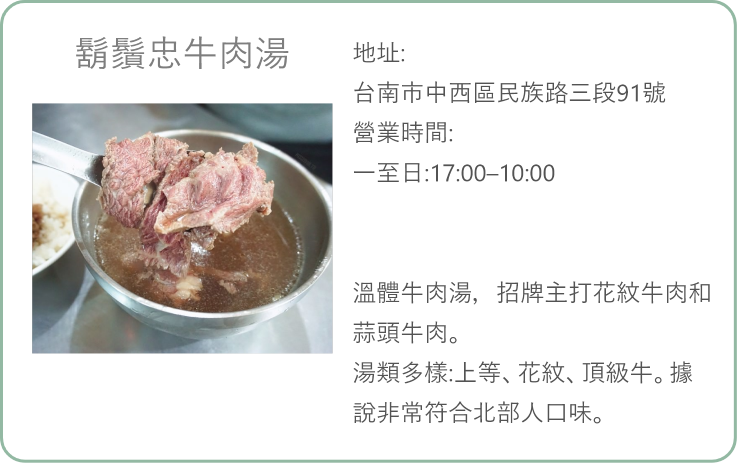 鬍鬚忠牛肉湯
地址:
台南市中西區民族路三段91號
營業時間:
一至日:17:00–10:00
溫體牛肉湯，招牌主打花紋牛肉和
蒜頭牛肉。
湯類多樣:上等、花紋、頂級牛。據
說非常符合北部人口味。